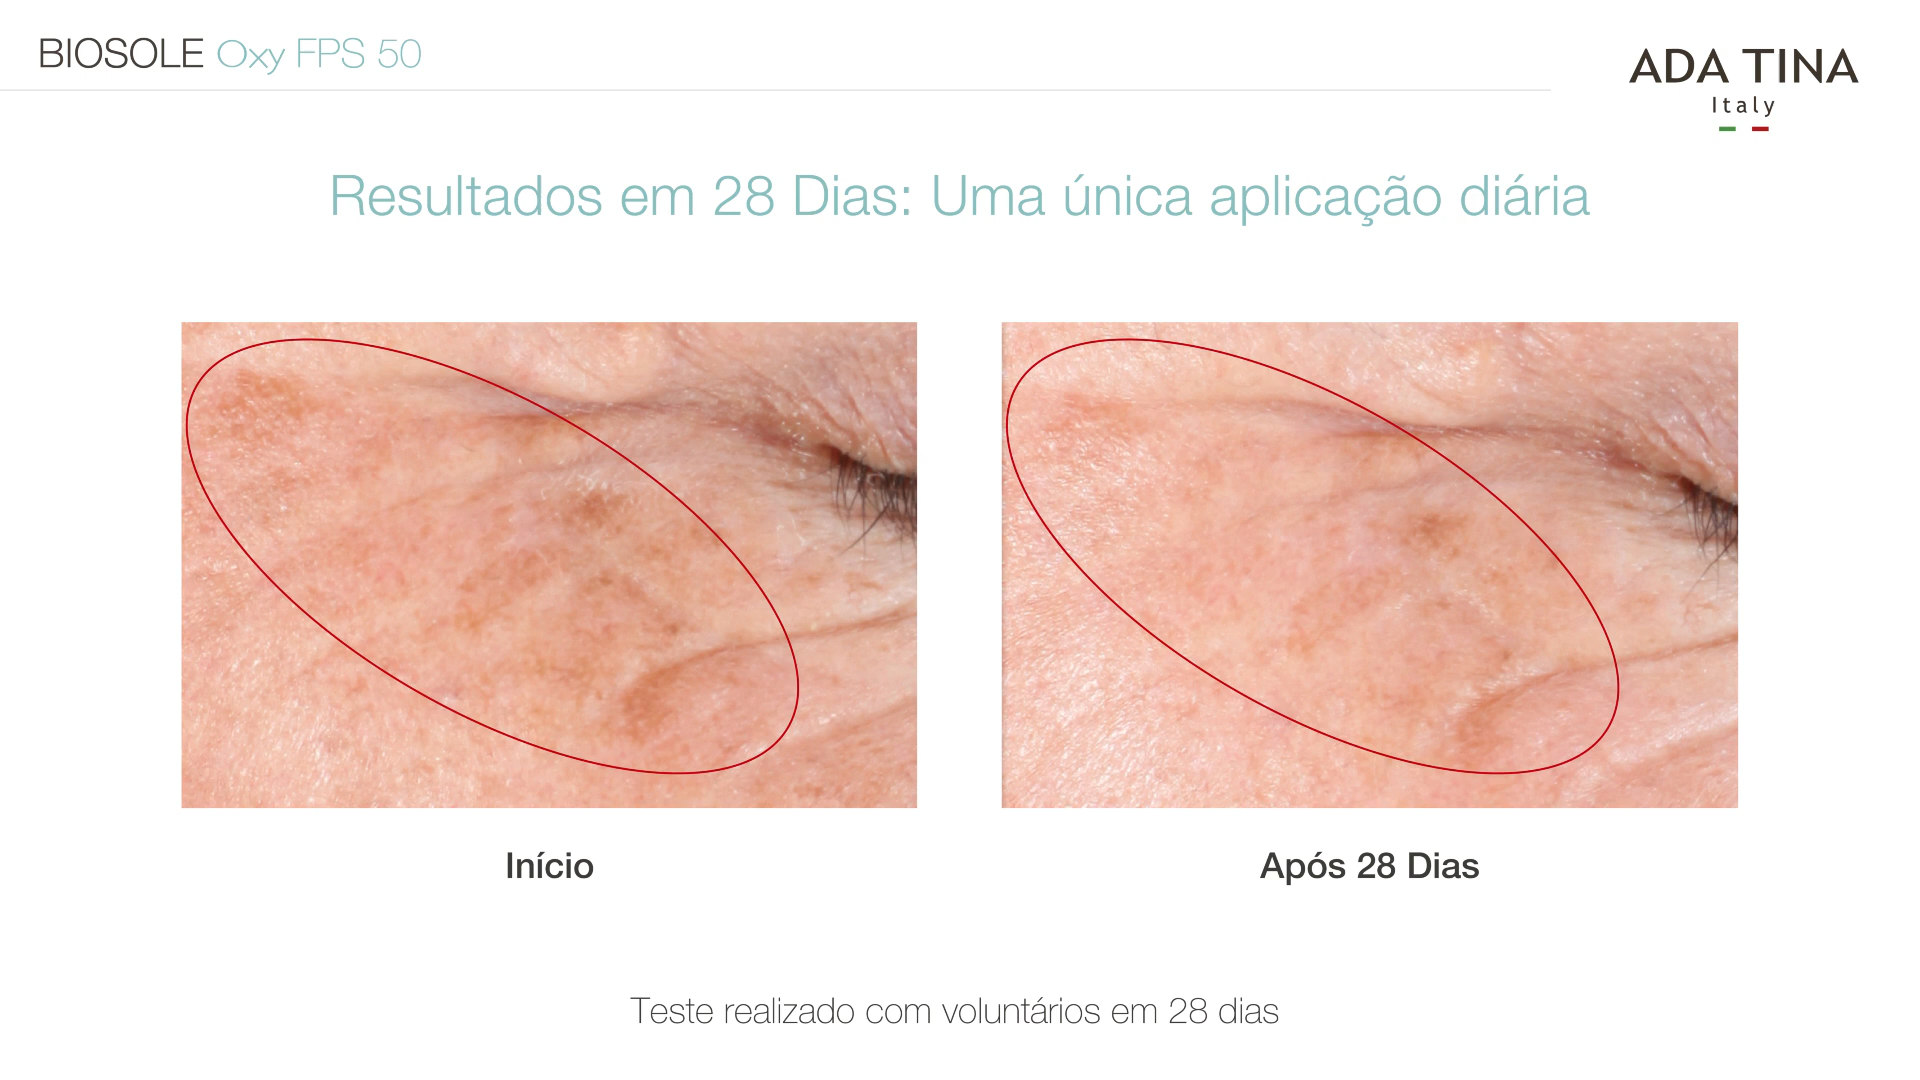 BIOSOLE Oxy FPS 50
ADA TINA
Italy
Resultados em 28 Dias: Uma única aplicação diária
Início
Após 28 Dias
Teste realizado com voluntários em 28 dias